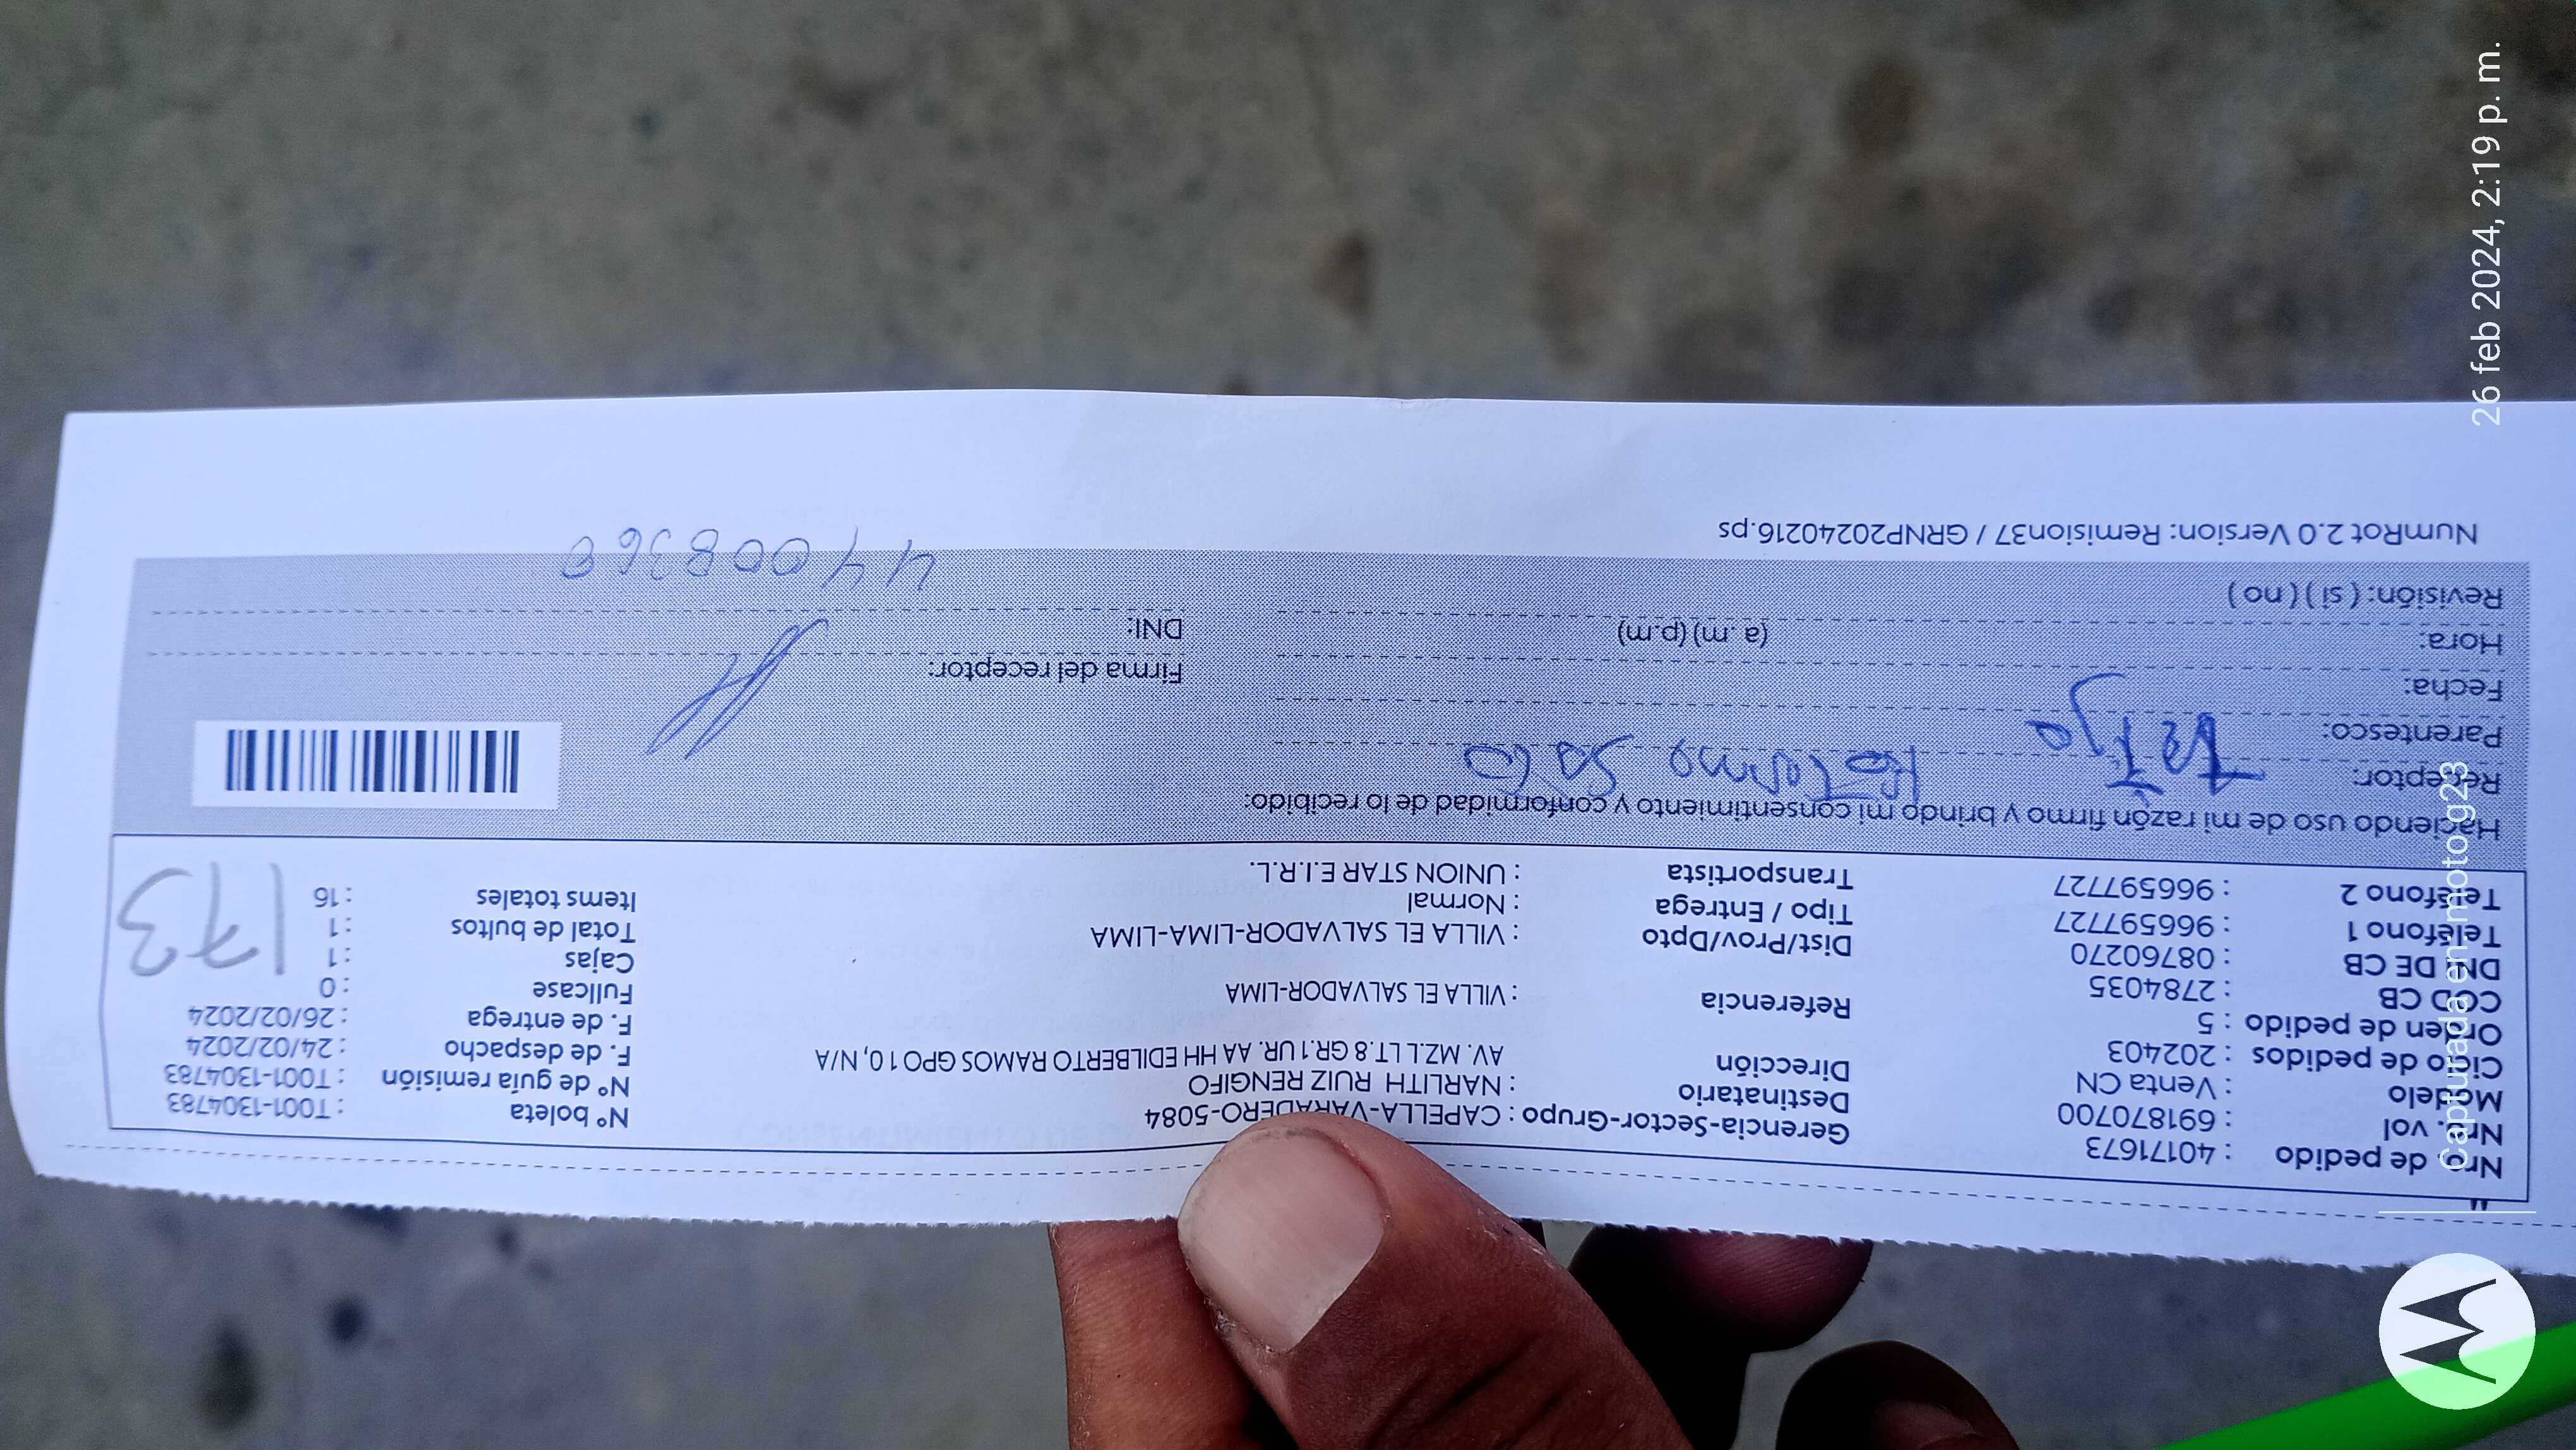 Nro. de pedido : 40171673
Nro. vol : 691870700
Modelo : Venta CN
Ciclo de pedidos : 202403
Orden de pedido : 5
COD CB : 2784035
DNI DE CB : 08760270
Teléfono 1 : 966597727
Teléfono 2 : 966597727
Gerencia-Sector-Grupo : CAPELLA-VARADERO-5084
Destinatario : NARLITH RUIZ RENGIFO
Dirección AV. MZ.L LT.8 GR.1 UR. AA HH EDILBERTO RAMOS GPO 10, N/A
Referencia : VILLA EL SALVADOR-LIMA
Dist/Prov/Dpto : VILLA EL SALVADOR-LIMA-LIMA
Tipo / Entrega : Normal
Transportista : UNION STAR E.I.R.L.
Nº boleta : T001-1304783
Nº de guía remisión : T001-1304783
F. de despacho : 24/02/2024
F. de entrega : 26/02/2024
Fullcase : 0
Cajas : 1
Total de bultos : 1
Items totales : 16
173
Haciendo uso de mi razón firmo y brindo mi consentimiento y conformidad de lo recibido:
Receptor:
Parentesco:
Fecha:
Hora: (a. m) (p.m)
Revisión: ( si ) ( no )
Firma del receptor:
DNI:
44008368
NumRot 2.0 Version: Remision37 / GRNP20240216.ps
26 feb 2024, 2:19 p. m.
Capturada en moto g23